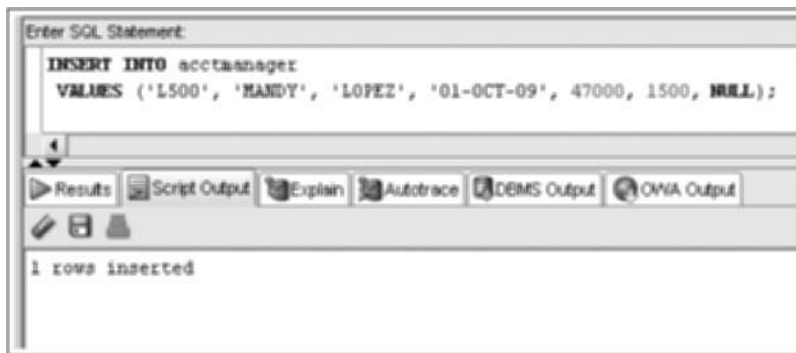 Enter SQL Statement:
INSERT INTO acctmanager
VALUES ('L500', 'MANDY', 'LOPEZ', '01-OCT-09', 47000, 1500, NULL);
Results Script Output Explain Autotrace DBMS Output OWA Output
1 rows inserted